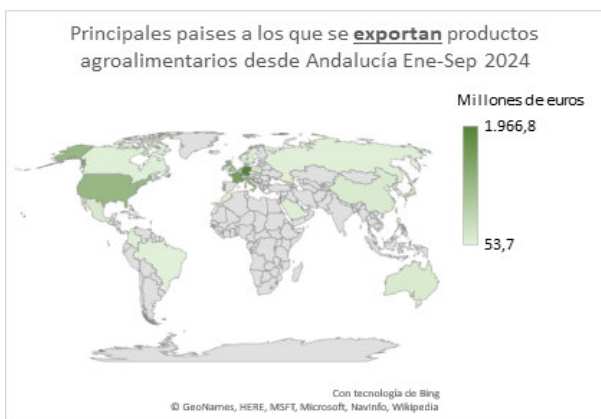 Principales paises a los que se exportan productos
agroalimentarios desde Andalucía Ene-Sep 2024
Millones de euros
1.966,8
53,7
Con tecnología de Bing
© GeoNames, HERE, MSFT, Microsoft, Navinfo, Wikipedia